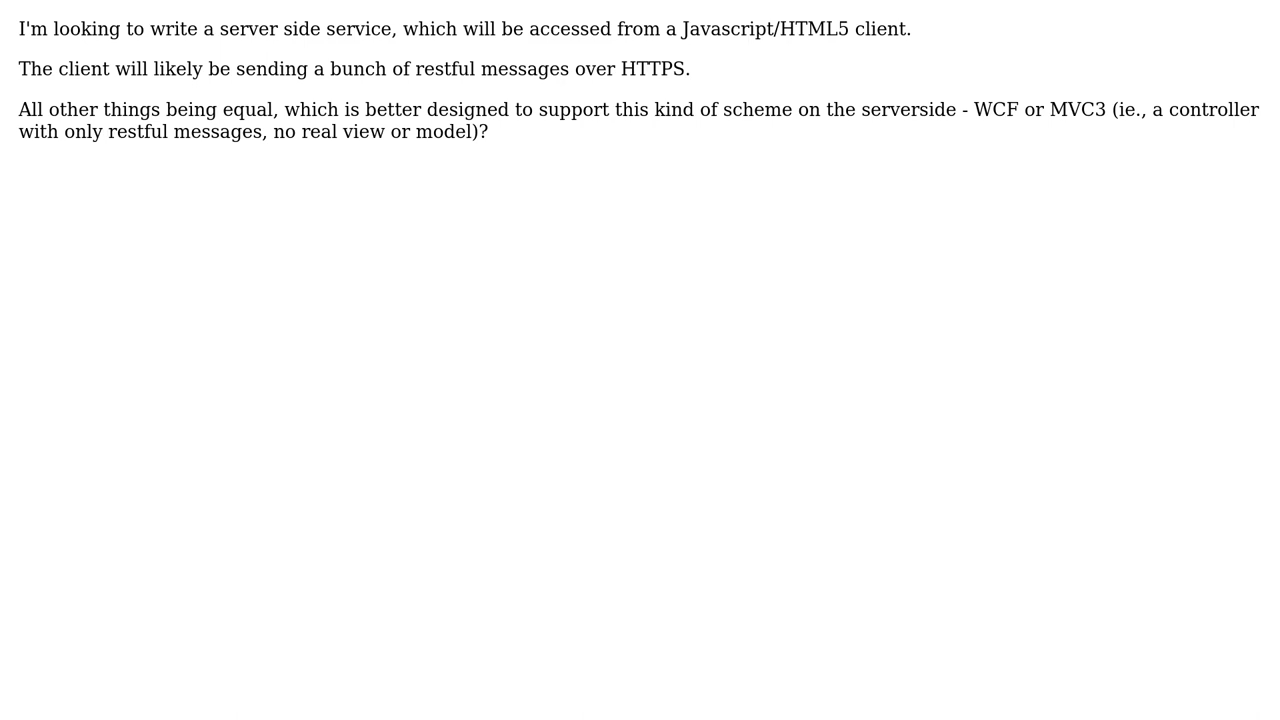 I'm looking to write a server side service, which will be accessed from a Javascript/HTML5 client.
The client will likely be sending a bunch of restful messages over HTTPS.
All other things being equal, which is better designed to support this kind of scheme on the serverside - WCF or MVC3 (ie., a controller
with only restful messages, no real view or model)?